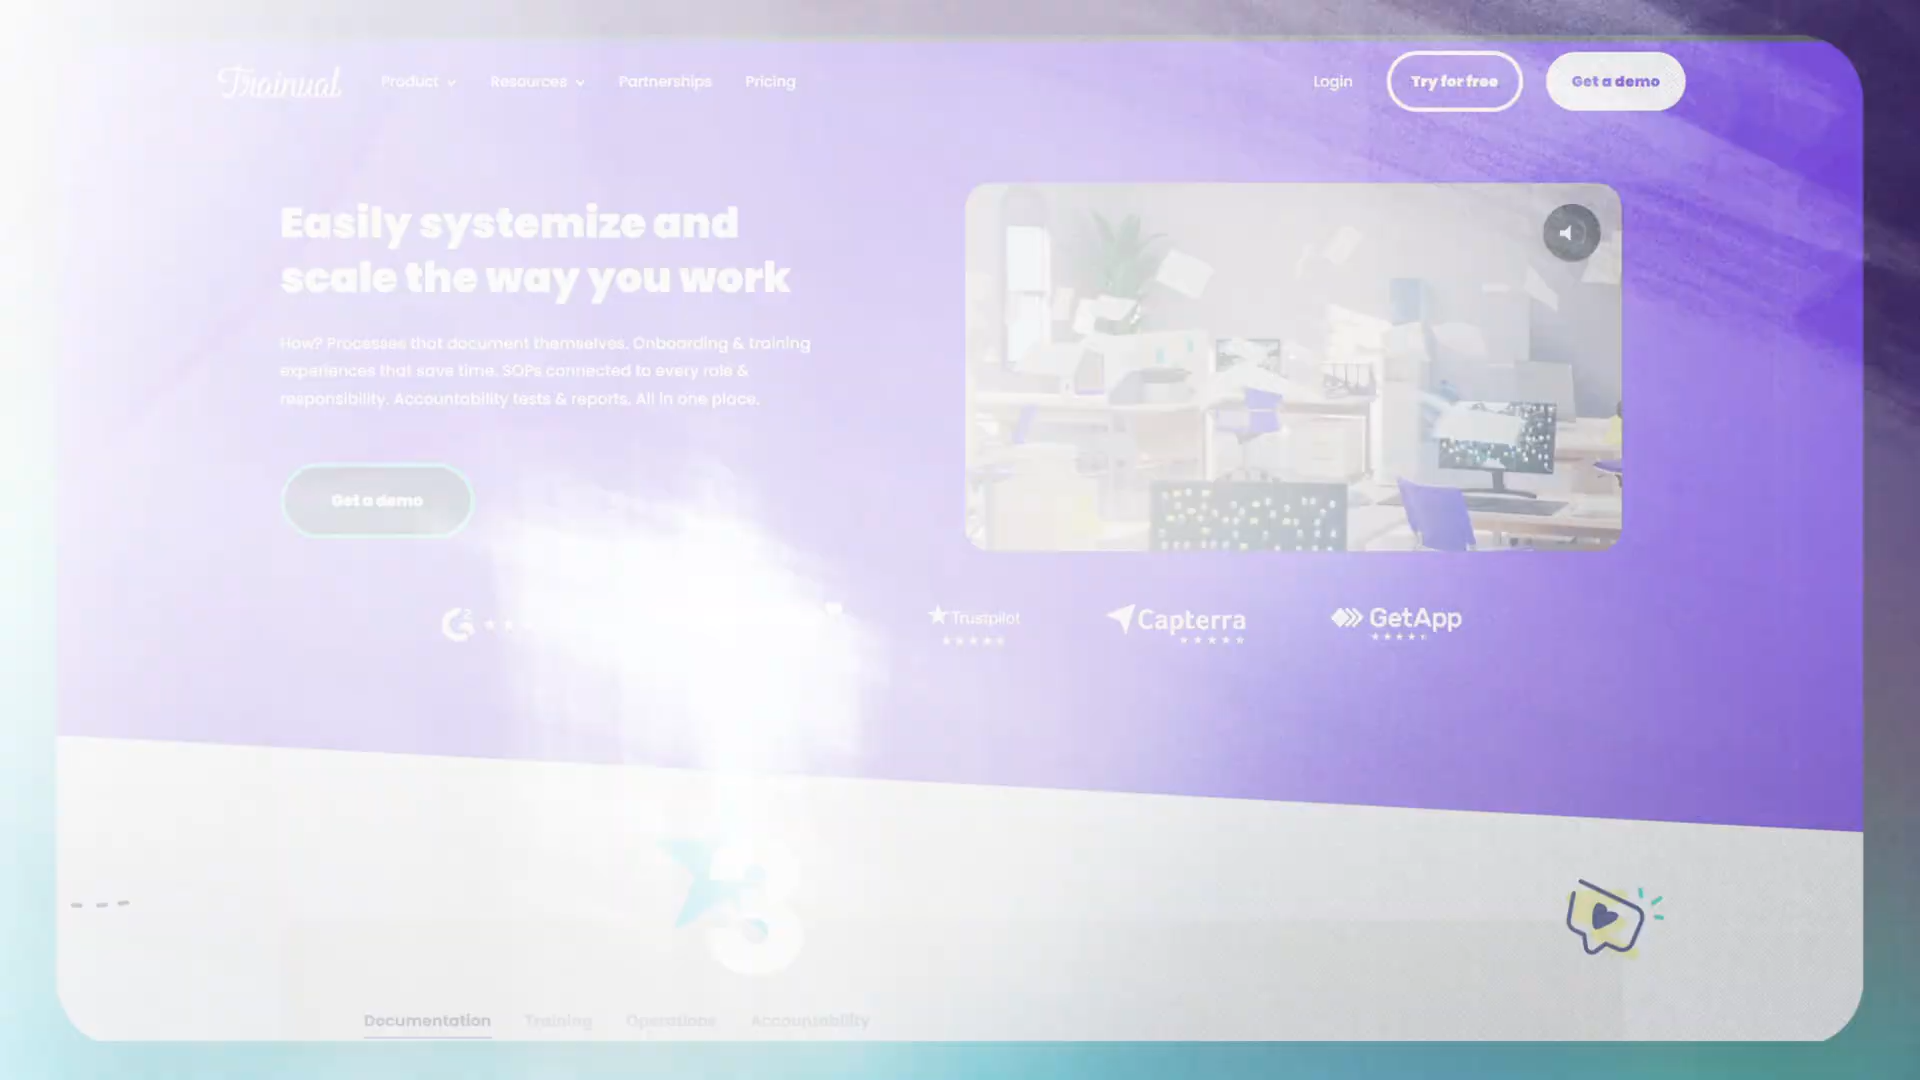 Trainual
Product
Resources
Partnerships
Pricing
Login
Try for free
Get a demo
Easily systemize and
scale the way you work
How? Processes that document themselves. Onboarding & training
experiences that save time. SOPs connected to every role &
responsibility. Accountability tests & reports. All in one place.
Get a demo
G2
Trustpilot
Capterra
GetApp
3
Documentation
Training
Operations
Accountability